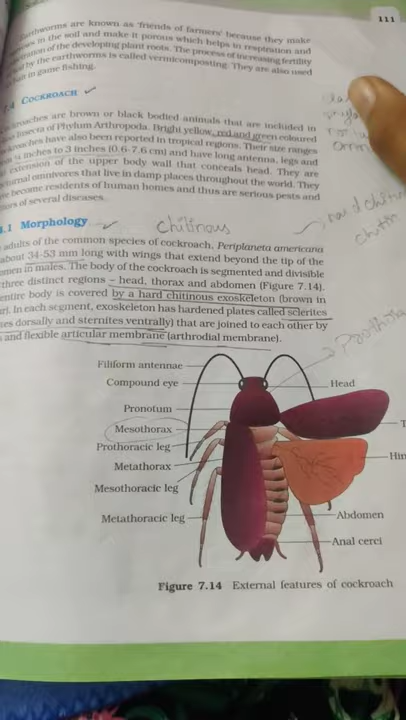 111
Earthworms are known as 'friends of farmers' because they make
in the soil and make it porous which helps in respiration and
of the developing plant roots. The process of increasing fertility
by the earthworms is called vermicomposting. They are also used
bait in game fishing.
COCKROACH
are brown or black bodied animals that are included in
Insecta of Phylum Arthropoda. Bright yellow, red and green coloured
have also been reported in tropical regions. Their size ranges
¼ inches to 3 inches (0.6-7.6 cm) and have long antenna, legs and
extension of the upper body wall that conceals head. They are
omnivores that live in damp places throughout the world. They
become residents of human homes and thus are serious pests and
of several diseases.
.1 Morphology chitinous
adults of the common species of cockroach, Periplaneta americana
about 34-53 mm long with wings that extend beyond the tip of the
in males. The body of the cockroach is segmented and divisible
three distinct regions – head, thorax and abdomen (Figure 7.14).
entire body is covered by a hard chitinous exoskeleton (brown in
In each segment, exoskeleton has hardened plates called sclerites
dorsally and sternites ventrally) that are joined to each other by
and flexible articular membrane (arthrodial membrane).
Filiform antennae
Compound eye
Head
Pronotum
Mesothorax
Prothoracic leg
Metathorax
Mesothoracic leg
Metathoracic leg
Abdomen
Anal cerci
Figure 7.14 External features of cockroach